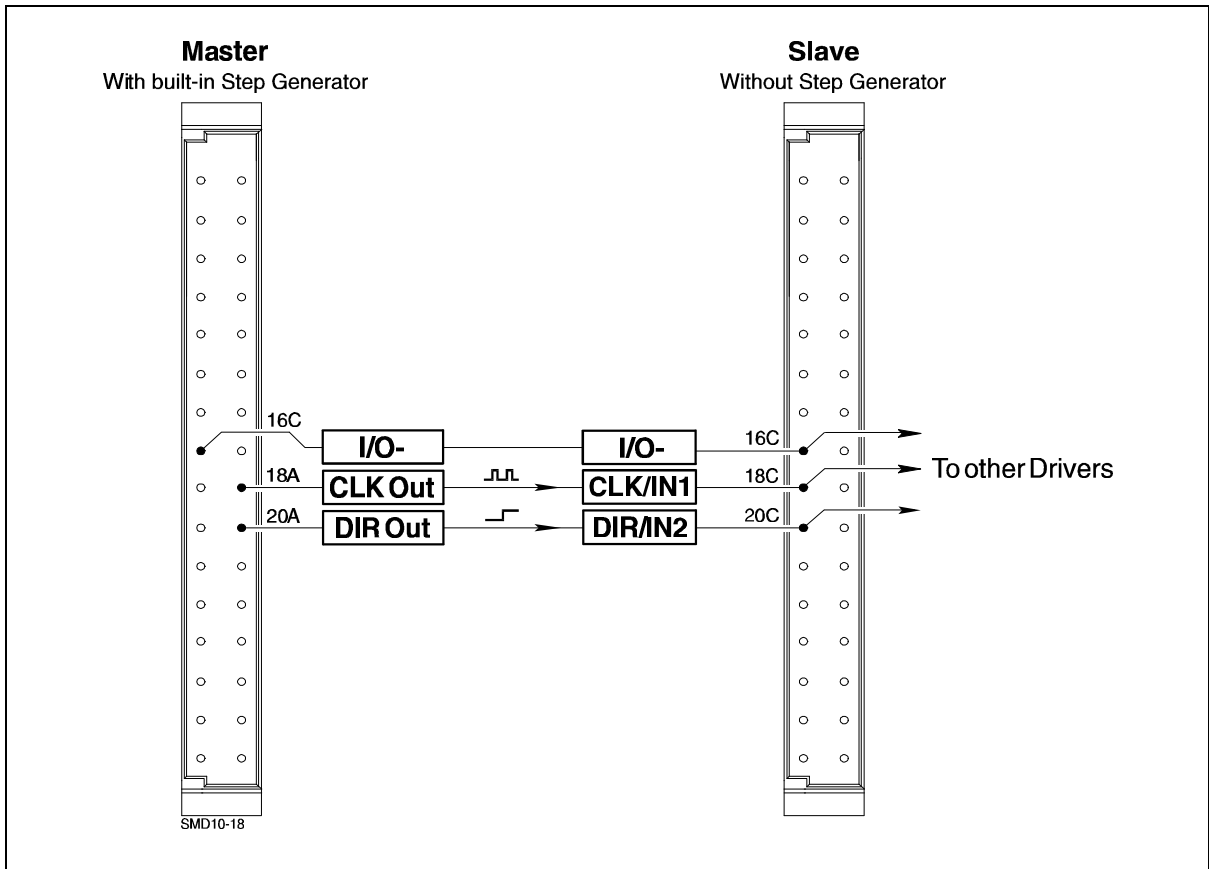 Master
With built-in Step Generator
Slave
Without Step Generator
16C
I/O-
I/O-
16C
18A
CLK Out
CLK/IN1
18C
To other Drivers
20A
DIR Out
DIR/IN2
20C
SMD10-18